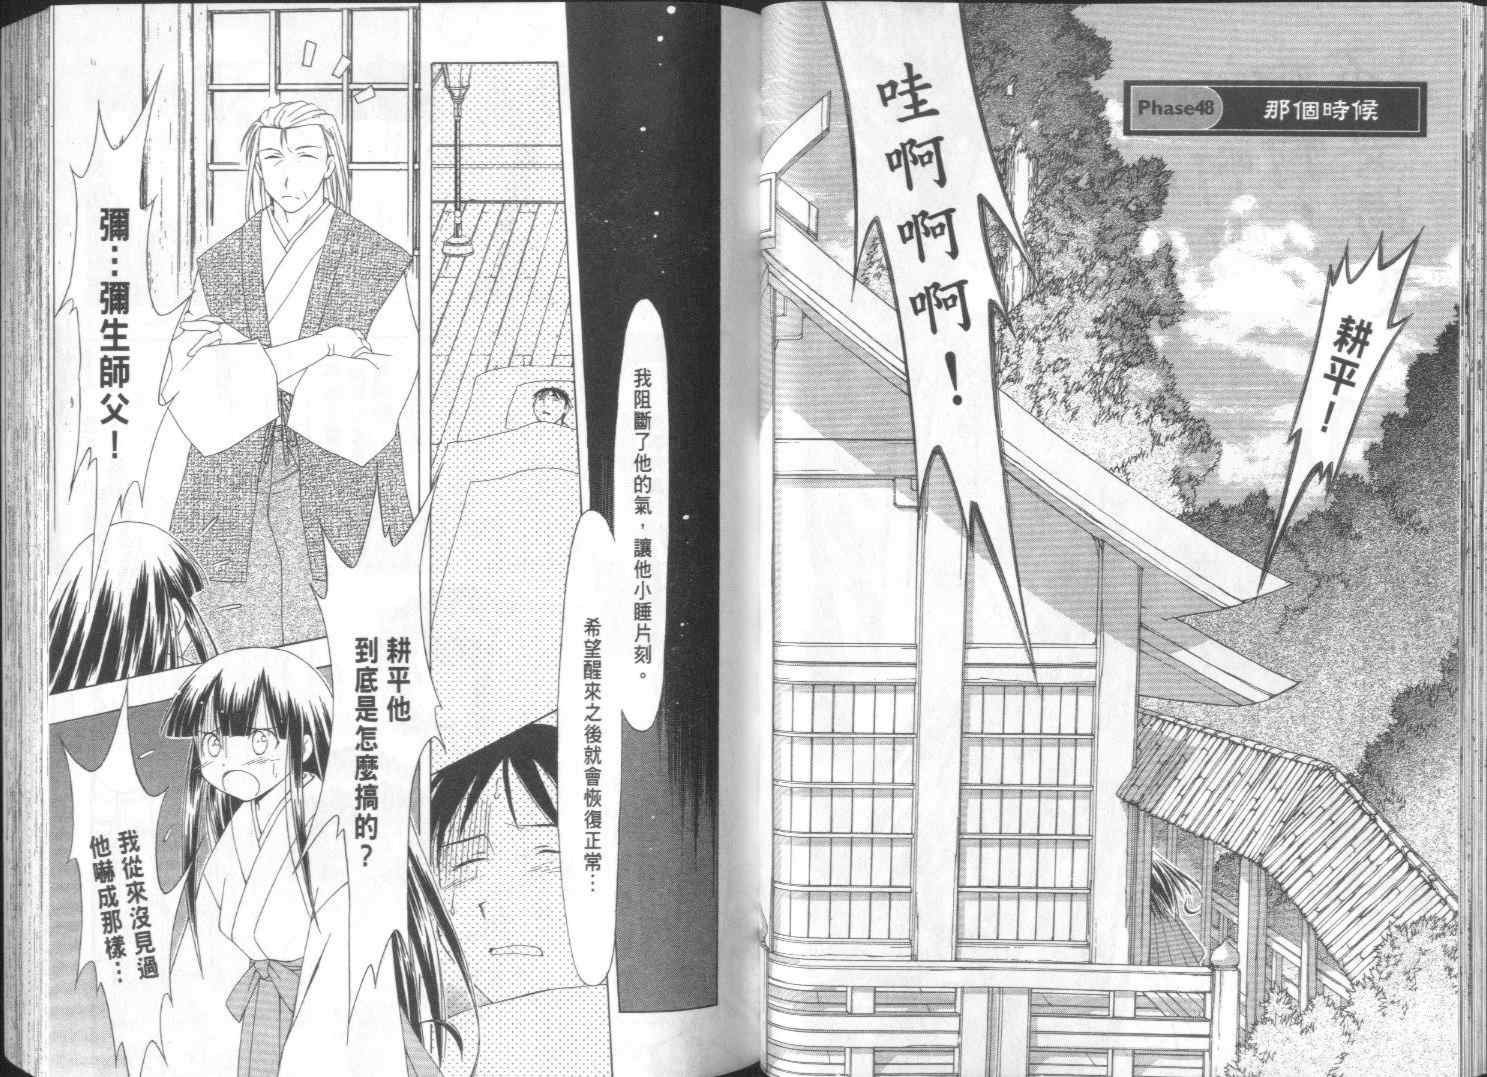 Phase48
那個時候
耕平！
哇啊啊啊！
我阻斷了他的氣，讓他小睡片刻。
希望醒來之後就會恢復正常…
彌…彌生師父！
耕平他
到底是怎麼搞的？
我從來沒見過
他嚇成那樣…